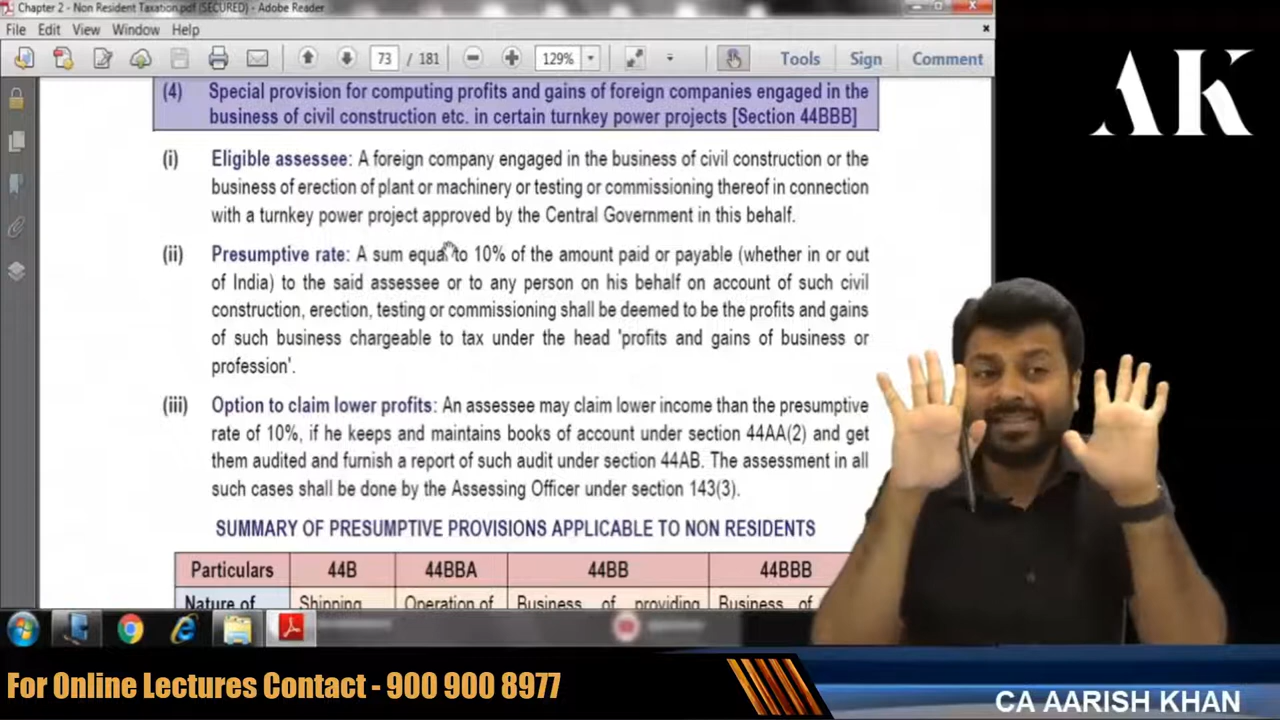 Chapter 2 - Non Resident Taxation.pdf (SECURED) - Adobe Reader
File Edit View Window Help
73 / 181 129% Tools Sign Comment
AK
(4) Special provision for computing profits and gains of foreign companies engaged in the
business of civil construction etc. in certain turnkey power projects [Section 44BBB]
(i) Eligible assessee: A foreign company engaged in the business of civil construction or the
business of erection of plant or machinery or testing or commissioning thereof in connection
with a turnkey power project approved by the Central Government in this behalf.
(ii) Presumptive rate: A sum equal to 10% of the amount paid or payable (whether in or out
of India) to the said assessee or to any person on his behalf on account of such civil
construction, erection, testing or commissioning shall be deemed to be the profits and gains
of such business chargeable to tax under the head 'profits and gains of business or
profession'.
(iii) Option to claim lower profits: An assessee may claim lower income than the presumptive
rate of 10%, if he keeps and maintains books of account under section 44AA(2) and get
them audited and furnish a report of such audit under section 44AB. The assessment in all
such cases shall be done by the Assessing Officer under section 143(3).
SUMMARY OF PRESUMPTIVE PROVISIONS APPLICABLE TO NON RESIDENTS
Particulars 44B 44BBA 44BB 44BBB
Nature of Shipping Operation of Business of providing Business of
For Online Lectures Contact - 900 900 8977
CA AARISH KHAN